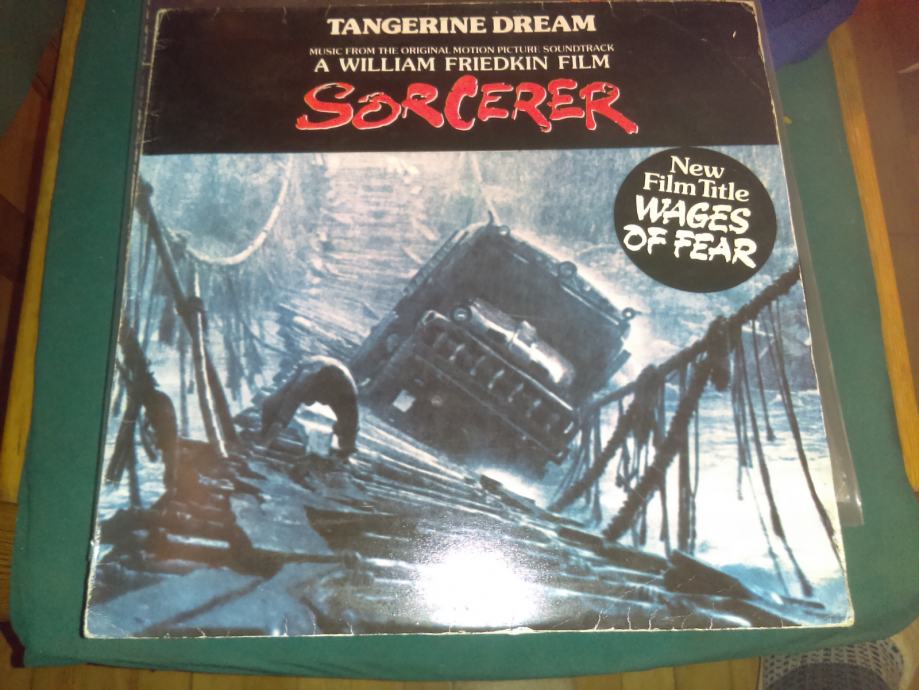 TANGERINE DREAM
MUSIC FROM THE ORIGINAL MOTION PICTURE SOUNDTRACK
A WILLIAM FRIEDKIN FILM
SORCERER
New
Film Title
WAGES
OF FEAR